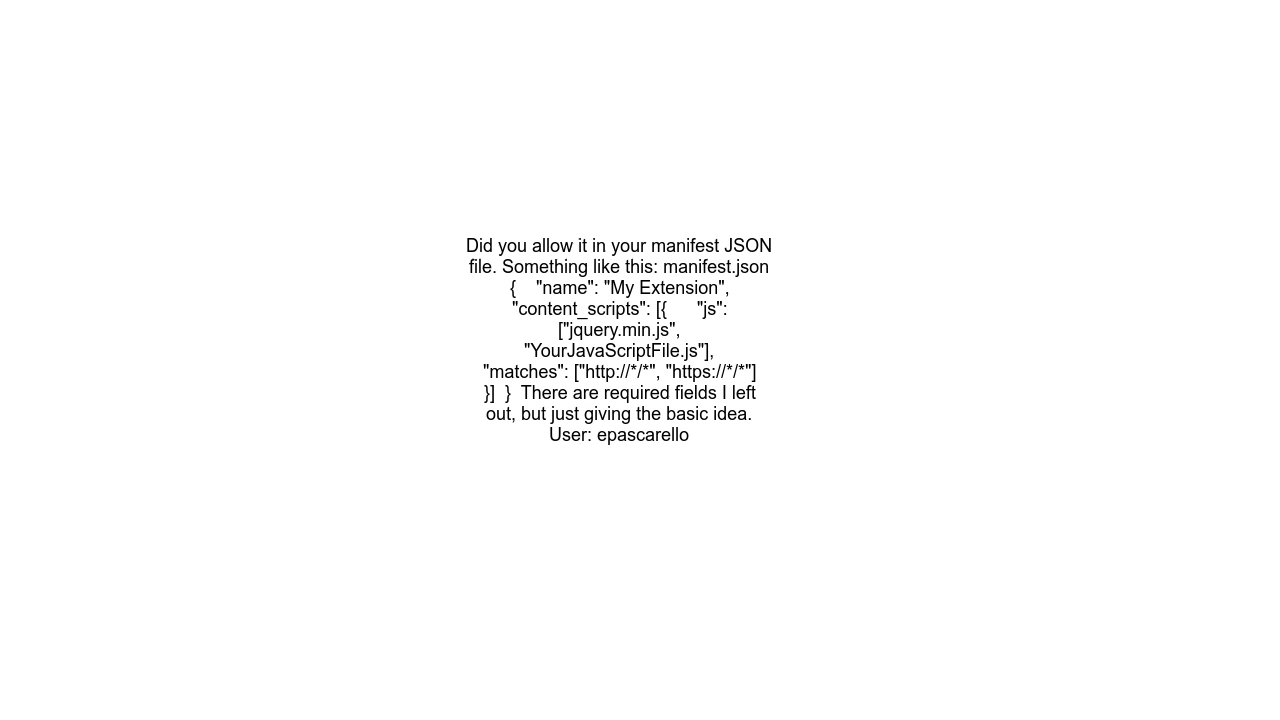 Did you allow it in your manifest JSON
file. Something like this: manifest.json
{    "name": "My Extension",
"content_scripts": [{      "js":
["jquery.min.js",
"YourJavaScriptFile.js"],
"matches": ["http://*/*", "https://*/*"]
}]  }  There are required fields I left
out, but just giving the basic idea.
User: epascarello